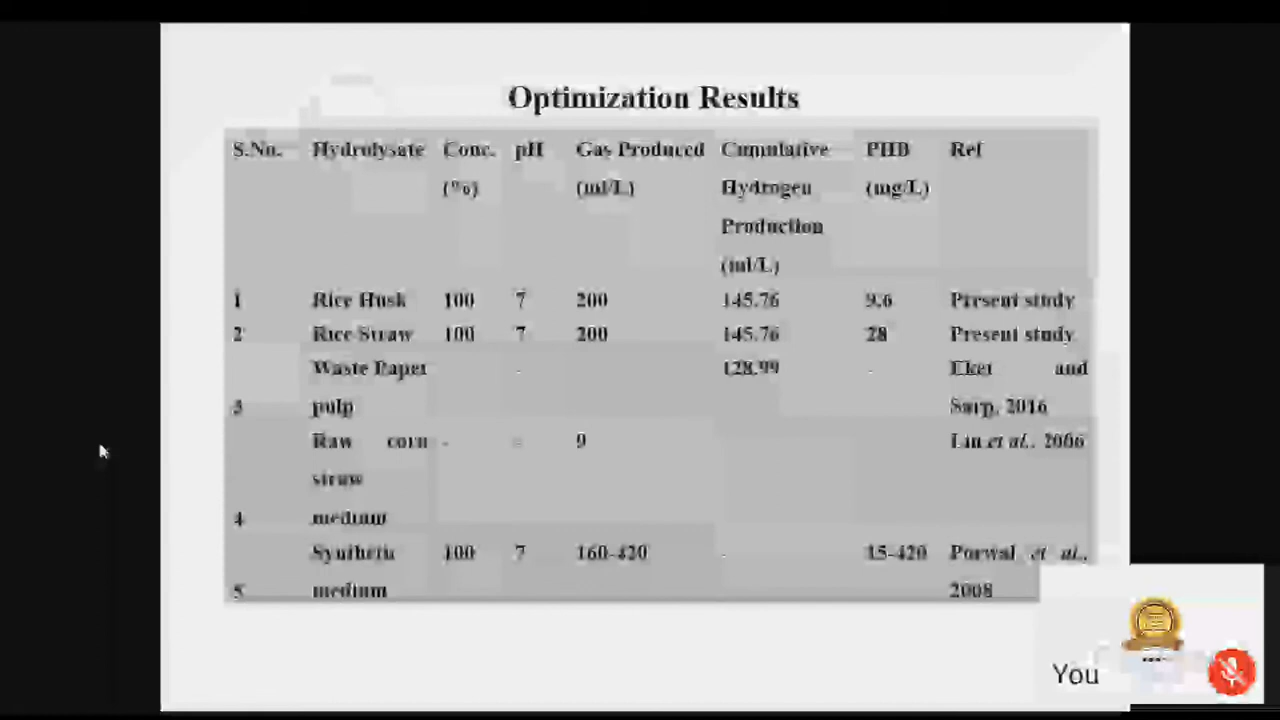 Optimization Results
S.No. Hydrolysate Conc. pH Gas Produced Cumulative PHB Ref
(%) (ml/L) Hydrogen (mg/L)
Production
(ml/L)
1 Rice Husk 100 7 200 145.76 9.6 Present study
2 Rice Straw 100 7 200 145.76 28 Present study
Waste Paper - 128.99 - and
3 pulp 2016
Raw corn - - 9 et al., 2006
straw
4 medium
Synthetic 100 7 160-420 - 15-420 Porwal et al.,
5 medium 2008
You